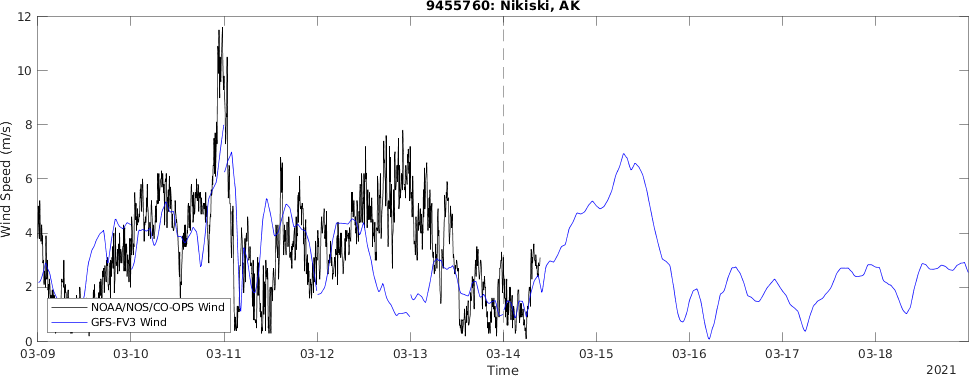 9455760: Nikiski, AK
12
10
8
6
4
2
0
Wind Speed (m/s)
NOAA/NOS/CO-OPS Wind
GFS-FV3 Wind
03-09 03-10 03-11 03-12 03-13 03-14 03-15 03-16 03-17 03-18
Time
2021